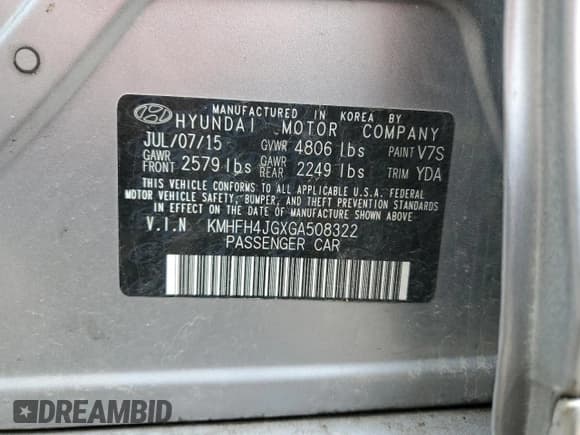 MANUFACTURED IN KOREA BY
HYUNDAI MOTOR COMPANY
JUL/07/15 GVWR 4806 lbs PAINT V7S
GAWR FRONT 2579 lbs GAWR REAR 2249 lbs TRIM YDA
THIS VEHICLE CONFORMS TO ALL APPLICABLE U.S.A. FEDERAL
MOTOR VEHICLE SAFETY, BUMPER, AND THEFT PREVENTION STANDARDS
IN EFFECT ON THE DATE OF MANUFACTURE SHOWN ABOVE.
V.I.N KMHFH4JGXGA508322
PASSENGER CAR
DREAMBID